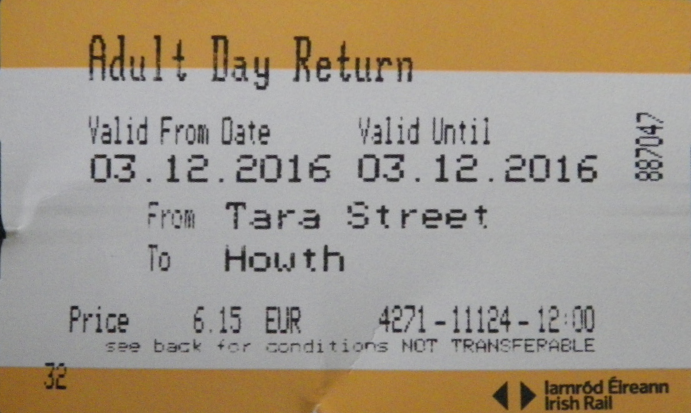 Adult Day Return
Valid From Date Valid Until
03.12.2016 03.12.2016
887047
From Tara Street
To Howth
Price 6.15 EUR 4271-11124-12:00
see back for conditions NOT TRANSFERABLE
32
Iarnród Éireann
Irish Rail